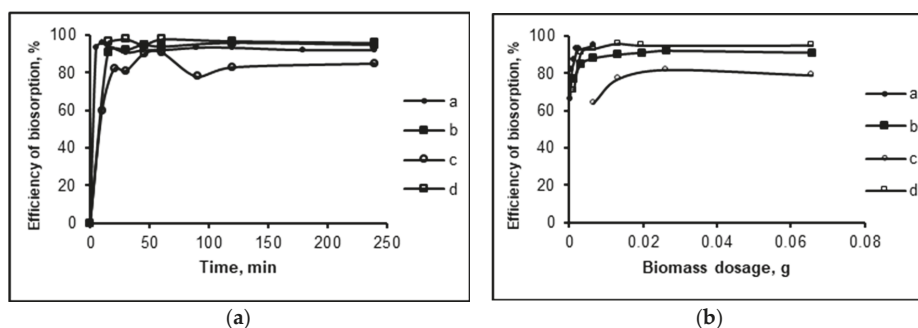 Efficiency of biosorption, %
100
80
60
40
20
0
0 50 100 150 200 250
Time, min
a
b
c
d
(a)
Efficiency of biosorption, %
100
80
60
40
20
0
0 0.02 0.04 0.06 0.08
Biomass dosage, g
a
b
c
d
(b)